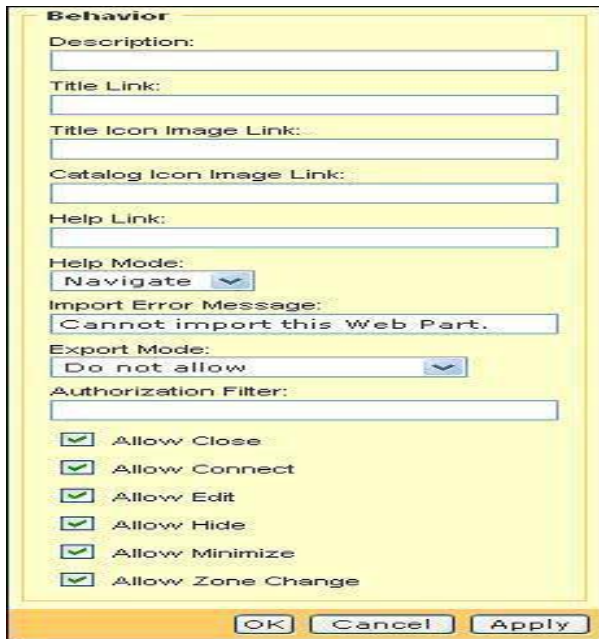 Behavior
Description:
Title Link:
Title Icon Image Link:
Catalog Icon Image Link:
Help Link:
Help Mode:
Navigate
Import Error Message:
Cannot import this Web Part.
Export Mode:
Do not allow
Authorization Filter:
Allow Close
Allow Connect
Allow Edit
Allow Hide
Allow Minimize
Allow Zone Change
OK Cancel Apply